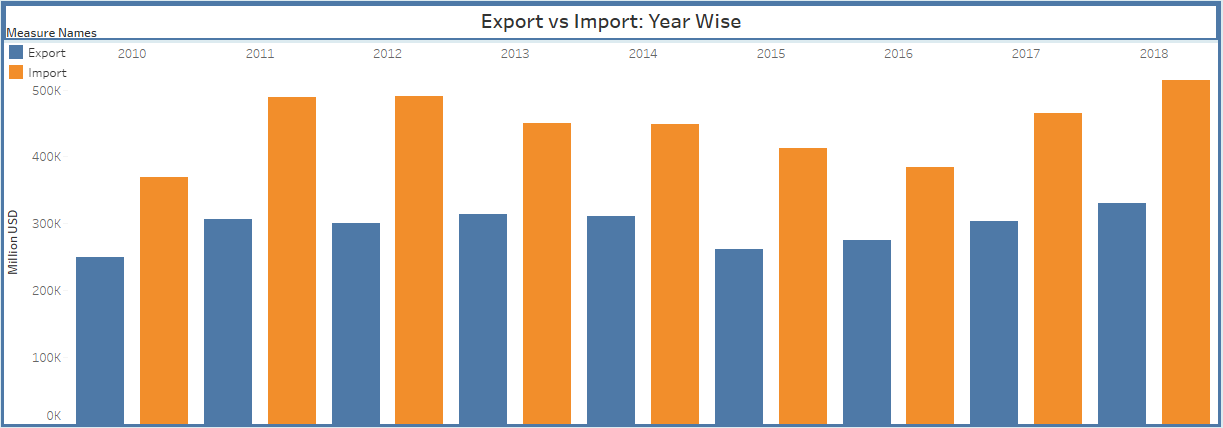 Export vs Import: Year Wise
Measure Names
Export
Import
2010 2011 2012 2013 2014 2015 2016 2017 2018
500K
400K
300K
200K
100K
0K
Million USD